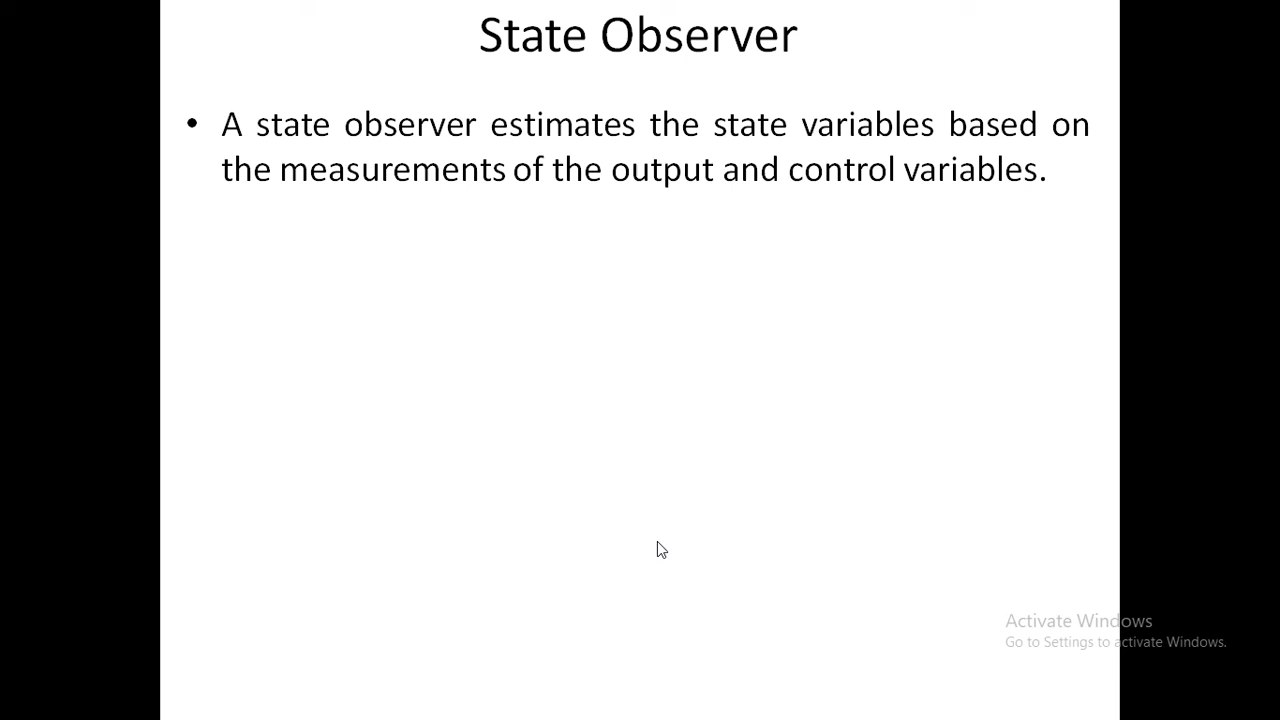 State Observer
• A state observer estimates the state variables based on
the measurements of the output and control variables.
Activate Windows
Go to Settings to activate Windows.